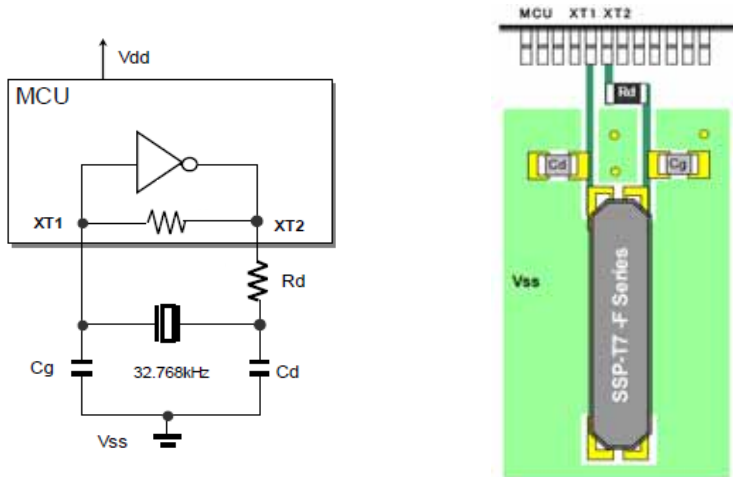 Vdd
MCU
XT1
XT2
Rd
Cg
32.768kHz
Cd
Vss
MCU XT1 XT2
Rd
Cd
Cg
Vss
SSP-T7 -F Series